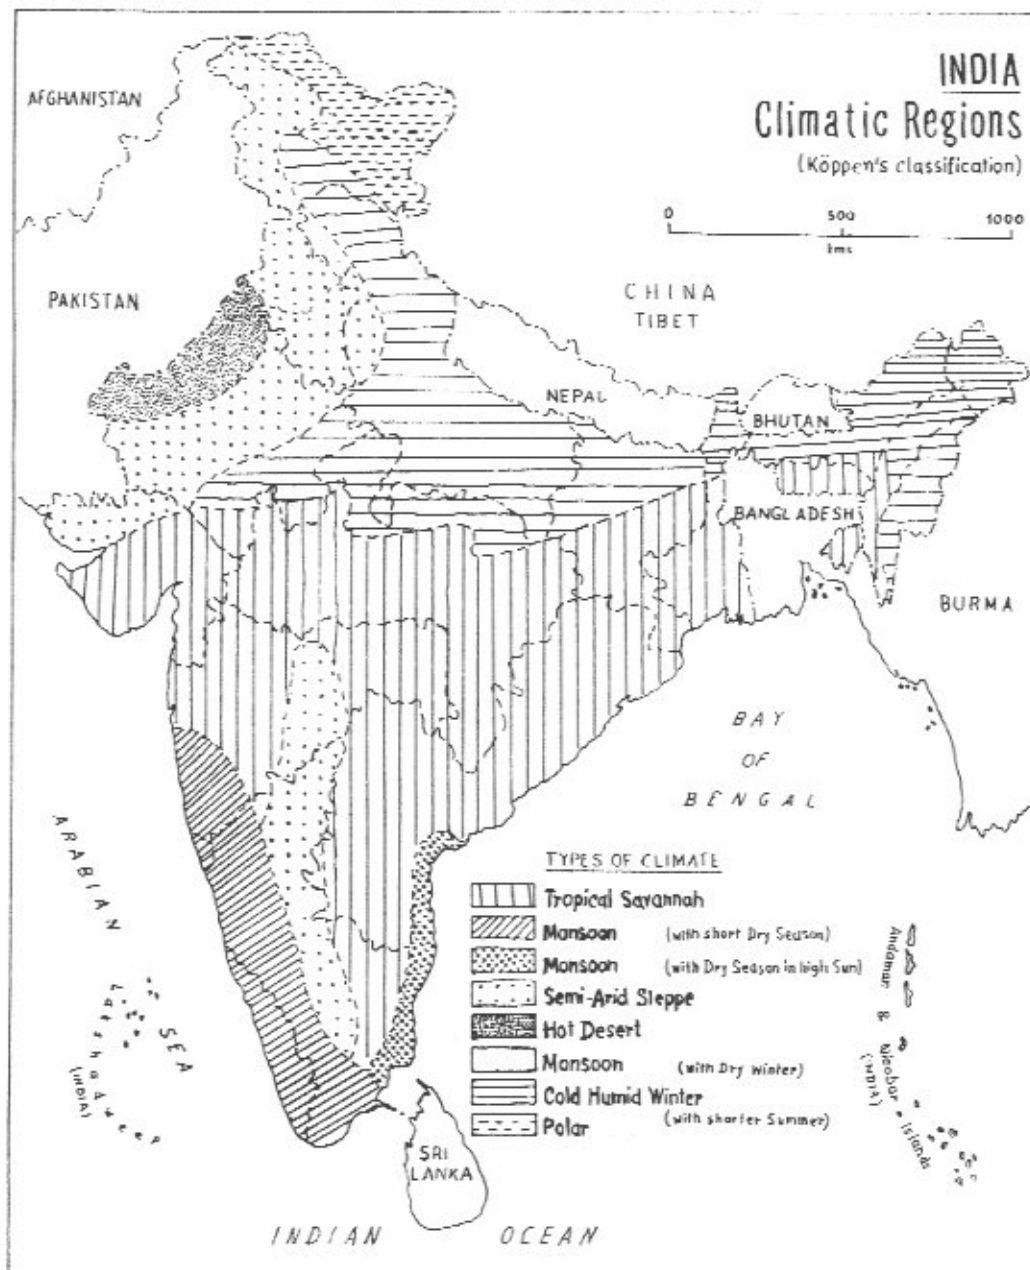 INDIA
Climatic Regions
(Köppen's classification)
0 500 1000
kms
AFGHANISTAN
PAKISTAN
CHINA
TIBET
NEPAL
BHUTAN
BANGLADESH
BURMA
BAY
OF
BENGAL
ARABIAN
SEA
Lakshadweep
(INDIA)
TYPES OF CLIMATE
Tropical Savannah
Monsoon (with short Dry Season)
Monsoon (with Dry Season in high Sun)
Semi-Arid Steppe
Hot Desert
Monsoon (with Dry Winter)
Cold Humid Winter
(with shorter Summer)
Polar
Andaman & Nicobar Islands
(INDIA)
SRI
LANKA
INDIAN OCEAN